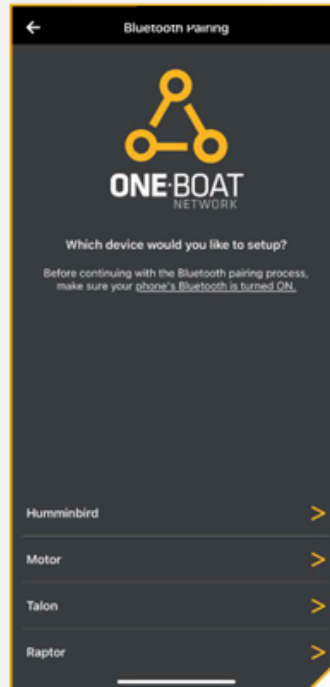 Bluetooth Pairing
ONE·BOAT
NETWORK
Which device would you like to setup?
Before continuing with the Bluetooth pairing process,
make sure your phone's Bluetooth is turned ON.
Humminbird
Motor
Talon
Raptor